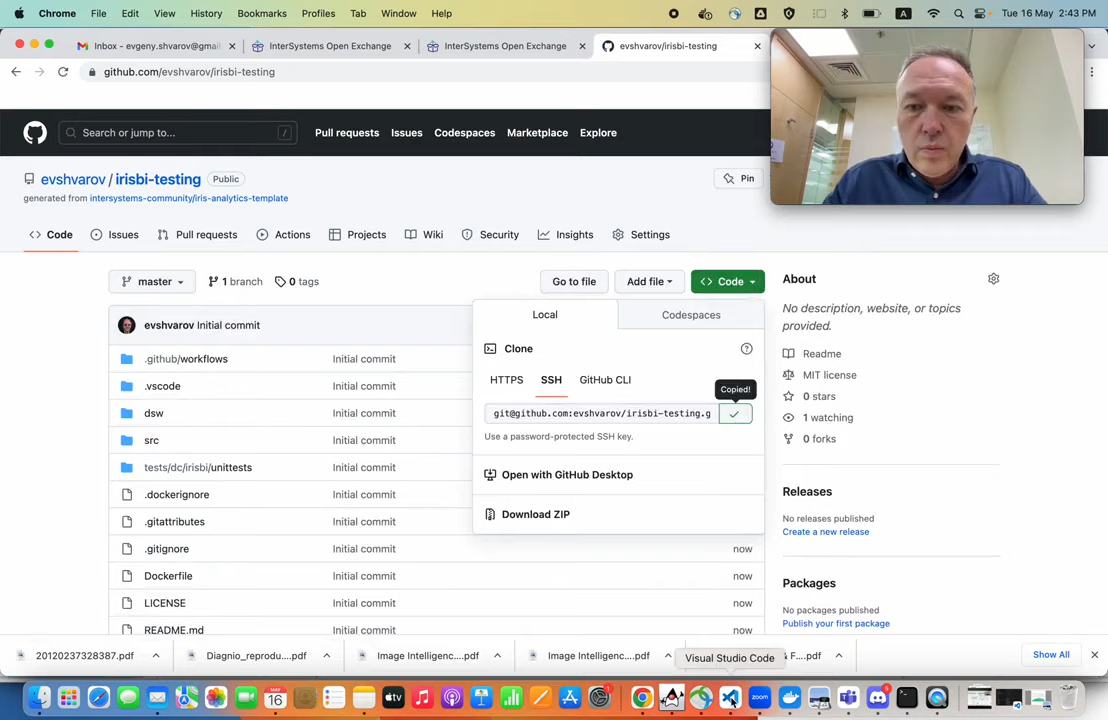 Chrome File Edit View History Bookmarks Profiles Tab Window Help A Tue 16 May 2:43 PM
Inbox - evgeny.shvarov@gmai InterSystems Open Exchange InterSystems Open Exchange evshvarov/irisbi-testing
github.com/evshvarov/irisbi-testing
Search or jump to... / Pull requests Issues Codespaces Marketplace Explore
evshvarov / irisbi-testing Public Pin
generated from intersystems-community/iris-analytics-template
Code Issues Pull requests Actions Projects Wiki Security Insights Settings
master 1 branch 0 tags Go to file Add file Code
evshvarov Initial commit
.github/workflows Initial commit
.vscode Initial commit
dsw Initial commit
src Initial commit
tests/dc/irisbi/unittests Initial commit
.dockerignore Initial commit
.gitattributes Initial commit
.gitignore Initial commit now
Dockerfile Initial commit now
LICENSE Initial commit now
README.md Initial commit now
Local Codespaces
Clone
HTTPS SSH GitHub CLI
Copied!
git@github.com:evshvarov/irisbi-testing.g
Use a password-protected SSH key.
Open with GitHub Desktop
Download ZIP
About
No description, website, or topics
provided.
Readme
MIT license
0 stars
1 watching
0 forks
Releases
No releases published
Create a new release
Packages
No packages published
Publish your first package
20120237328387.pdf Diagnio_reprodu....pdf Image Intelligenc....pdf Image Intelligenc....pdf & F....pdf Show All
Visual Studio Code
MAY
16
tv
zoom